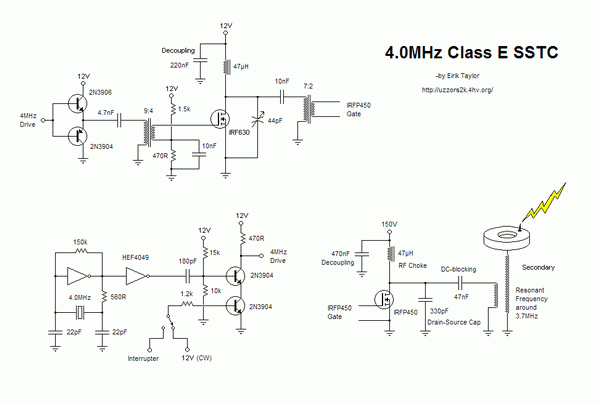 4.0MHz Class E SSTC
-by Eirik Taylor
http://uzzors2k.4hv.org/
12V
Decoupling
220nF
47µH
12V
2N3906
4MHz
Drive
2N3904
4.7nF
9:4
12V
1.5k
470R
10nF
IRF630
44pF
10nF
7:2
IRFP450
Gate
150k
HEF4049
4.0MHz
560R
22pF
22pF
180pF
12V
15k
10k
1.2k
12V
470R
4MHz
Drive
2N3904
2N3904
Interrupter
12V (CW)
150V
470nF
Decoupling
47µH
RF Choke
DC-blocking
47nF
IRFP450
Gate
IRFP450
330pF
Drain-Source Cap
Secondary
Resonant
Frequency
around
3.7MHz